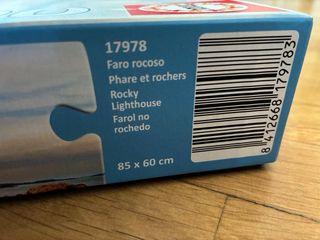 17978
Faro rocoso
Phare et rochers
Rocky
Lighthouse
Farol no
rochedo
85 x 60 cm
8 412668 179783